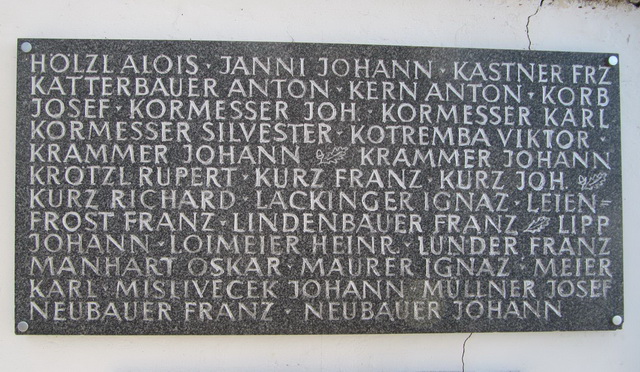 HOLZL ALOIS · JANNI JOHANN · KASTNER FRZ
KATTERBAUER ANTON · KERN ANTON · KORB
JOSEF · KORMESSER JOH. KORMESSER KARL
KORMESSER SILVESTER · KOTREMBA VIKTOR
KRAMMER JOHANN KRAMMER JOHANN
KROTZL RUPERT · KURZ FRANZ · KURZ JOH.
KURZ RICHARD · LACKINGER IGNAZ · LEIEN=
FROST FRANZ · LINDENBAUER FRANZ LIPP
JOHANN · LOIMEIER HEINR. · LUNDER FRANZ
MANHART OSKAR · MAURER IGNAZ · MEIER
KARL · MISLIVECEK JOHANN · MÜLLNER JOSEF
NEUBAUER FRANZ · NEUBAUER JOHANN